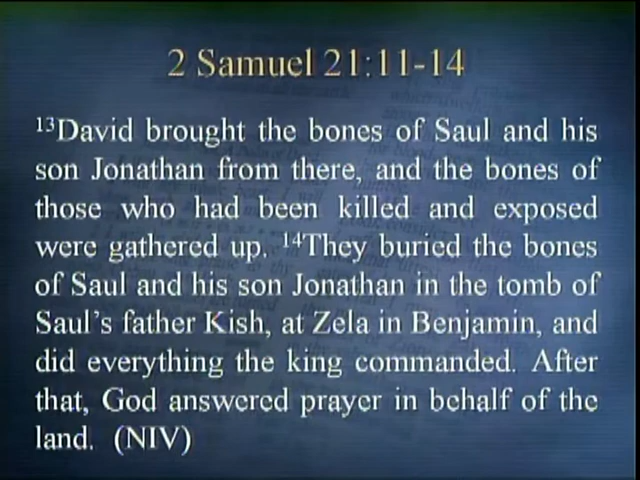 2 Samuel 21:11-14
¹³David brought the bones of Saul and his
son Jonathan from there, and the bones of
those who had been killed and exposed
were gathered up. ¹⁴They buried the bones
of Saul and his son Jonathan in the tomb of
Saul's father Kish, at Zela in Benjamin, and
did everything the king commanded. After
that, God answered prayer in behalf of the
land. (NIV)